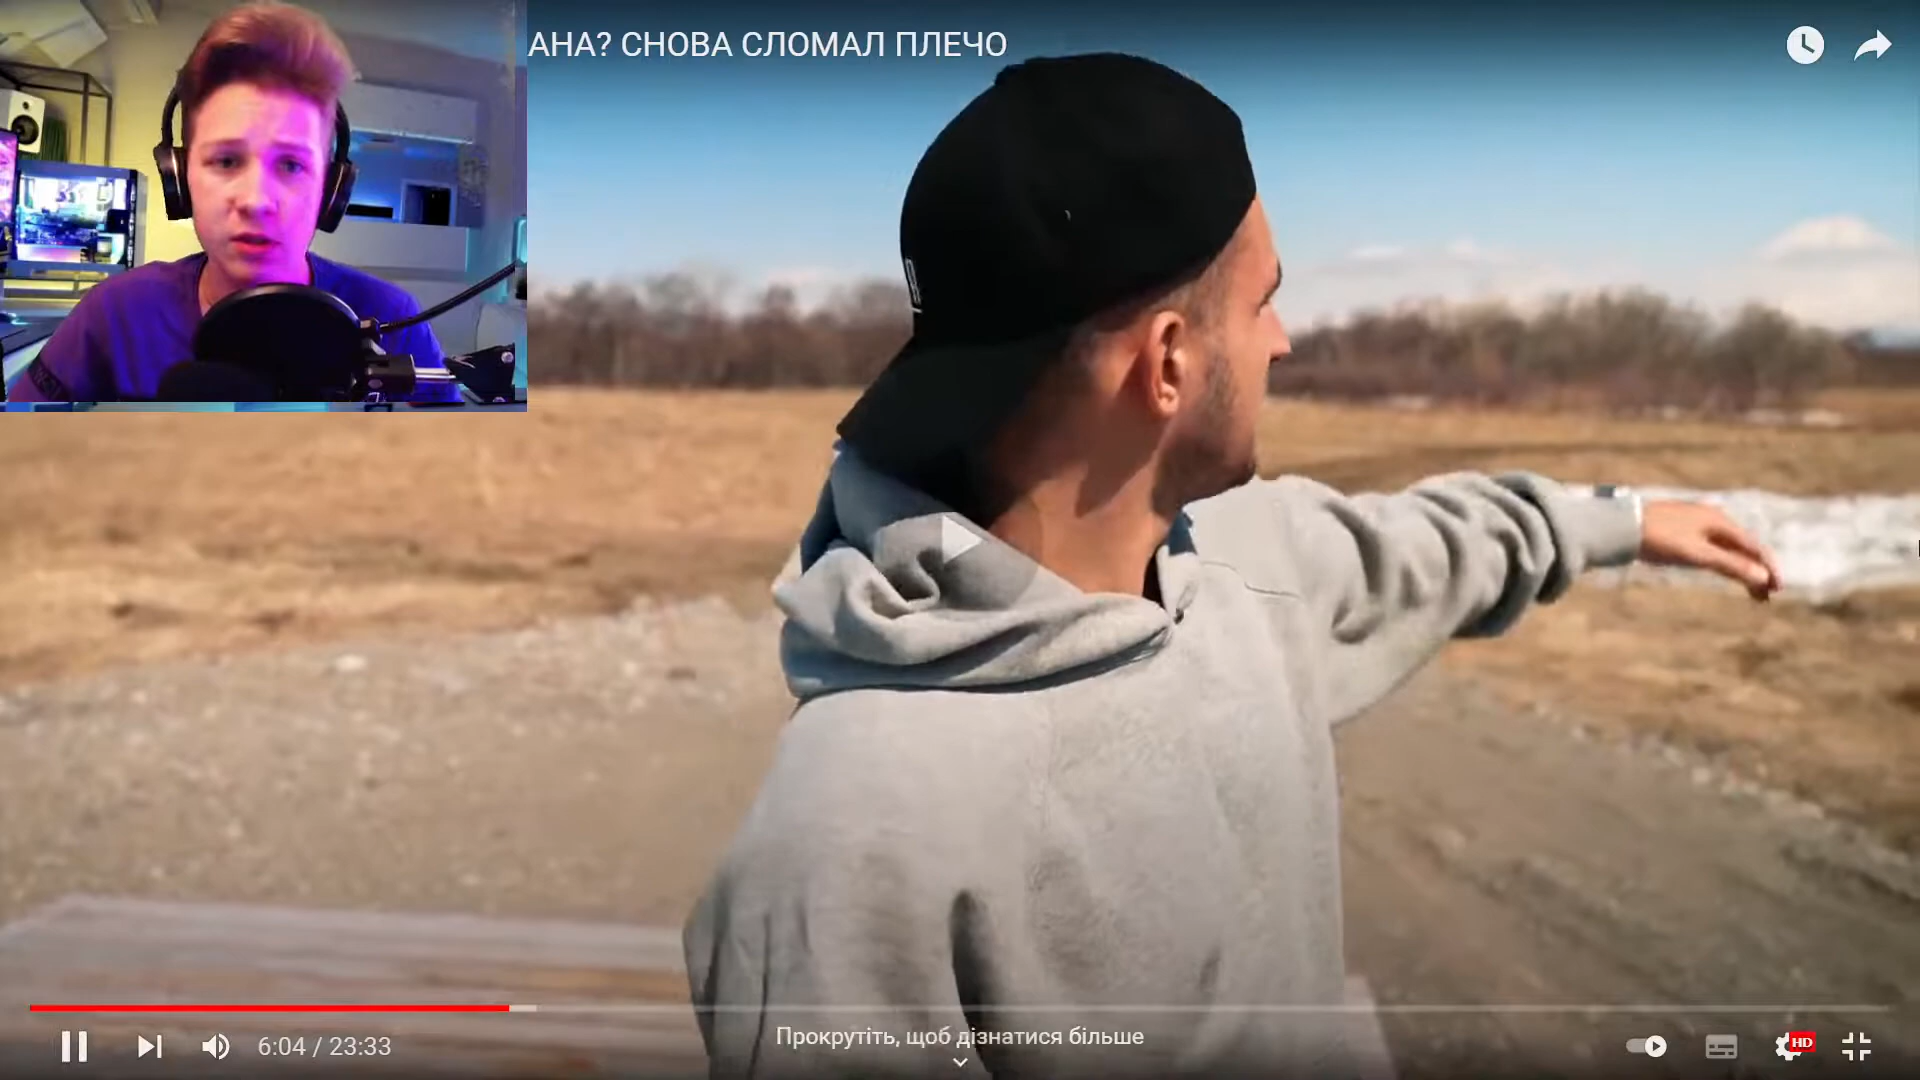 АНА? СНОВА СЛОМАЛ ПЛЕЧО
6:04 / 23:33
Прокрутіть, щоб дізнатися більше
HD